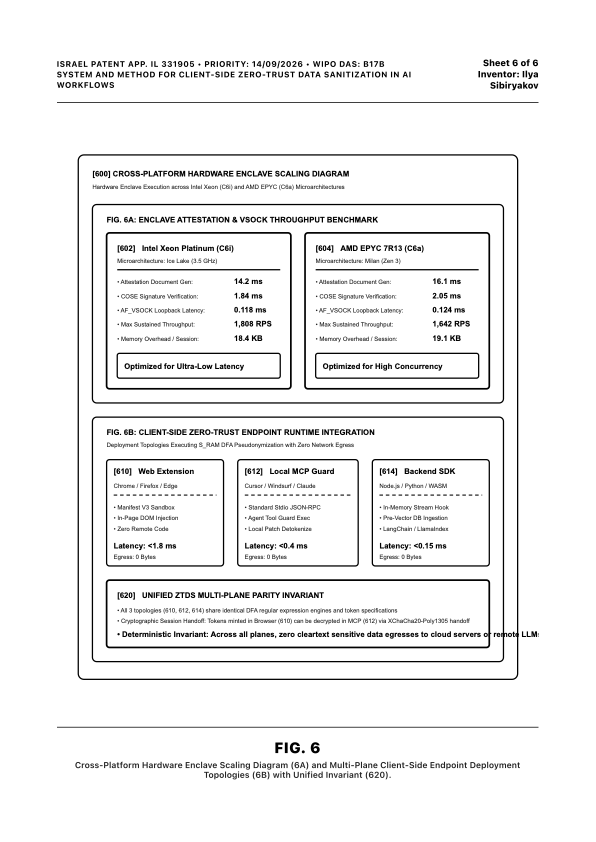 ISRAEL PATENT APP. IL 331905 • PRIORITY: 14/09/2026 • WIPO DAS: B17B
SYSTEM AND METHOD FOR CLIENT-SIDE ZERO-TRUST DATA SANITIZATION IN AI
WORKFLOWS
Sheet 6 of 6
Inventor: Ilya
Sibiryakov
[600] CROSS-PLATFORM HARDWARE ENCLAVE SCALING DIAGRAM
Hardware Enclave Execution across Intel Xeon (C6i) and AMD EPYC (C6a) Microarchitectures
FIG. 6A: ENCLAVE ATTESTATION & VSOCK THROUGHPUT BENCHMARK
[602] Intel Xeon Platinum (C6i)
Microarchitecture: Ice Lake (3.5 GHz)
• Attestation Document Gen: 14.2 ms
• COSE Signature Verification: 1.84 ms
• AF_VSOCK Loopback Latency: 0.118 ms
• Max Sustained Throughput: 1,808 RPS
• Memory Overhead / Session: 18.4 KB
Optimized for Ultra-Low Latency
[604] AMD EPYC 7R13 (C6a)
Microarchitecture: Milan (Zen 3)
• Attestation Document Gen: 16.1 ms
• COSE Signature Verification: 2.05 ms
• AF_VSOCK Loopback Latency: 0.124 ms
• Max Sustained Throughput: 1,642 RPS
• Memory Overhead / Session: 19.1 KB
Optimized for High Concurrency
FIG. 6B: CLIENT-SIDE ZERO-TRUST ENDPOINT RUNTIME INTEGRATION
Deployment Topologies Executing S_RAM DFA Pseudonymization with Zero Network Egress
[610] Web Extension
Chrome / Firefox / Edge
• Manifest V3 Sandbox
• In-Page DOM Injection
• Zero Remote Code
Latency: <1.8 ms
Egress: 0 Bytes
[612] Local MCP Guard
Cursor / Windsurf / Claude
• Standard Stdio JSON-RPC
• Agent Tool Guard Exec
• Local Patch Detokenize
Latency: <0.4 ms
Egress: 0 Bytes
[614] Backend SDK
Node.js / Python / WASM
• In-Memory Stream Hook
• Pre-Vector DB Ingestion
• LangChain / LlamaIndex
Latency: <0.15 ms
Egress: 0 Bytes
[620] UNIFIED ZTDS MULTI-PLANE PARITY INVARIANT
• All 3 topologies (610, 612, 614) share identical DFA regular expression engines and token specifications
• Cryptographic Session Handoff: Tokens minted in Browser (610) can be decrypted in MCP (612) via XChaCha20-Poly1305 handoff
• Deterministic Invariant: Across all planes, zero cleartext sensitive data egresses to cloud servers or remote LLMs
FIG. 6
Cross-Platform Hardware Enclave Scaling Diagram (6A) and Multi-Plane Client-Side Endpoint Deployment
Topologies (6B) with Unified Invariant (620).